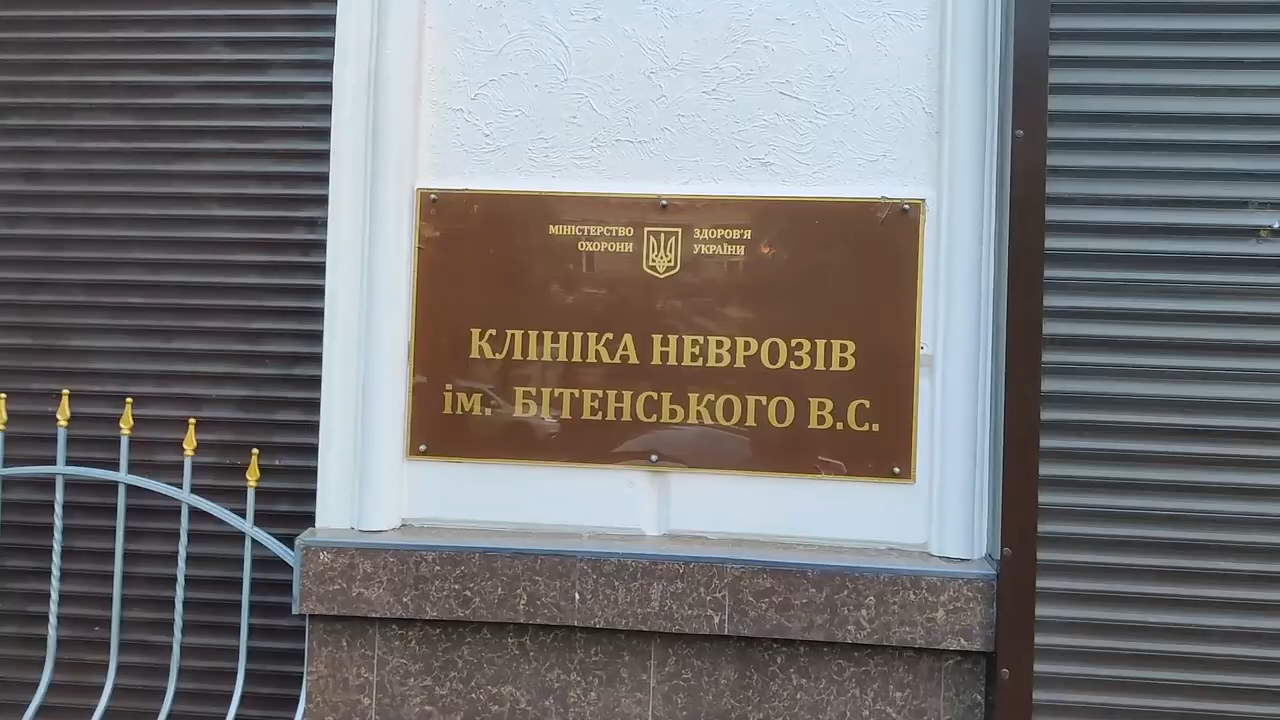 МІНІСТЕРСТВО ЗДОРОВ'Я
ОХОРОНИ УКРАЇНИ
КЛІНІКА НЕВРОЗІВ
ім. БІТЕНСЬКОГО В.С.